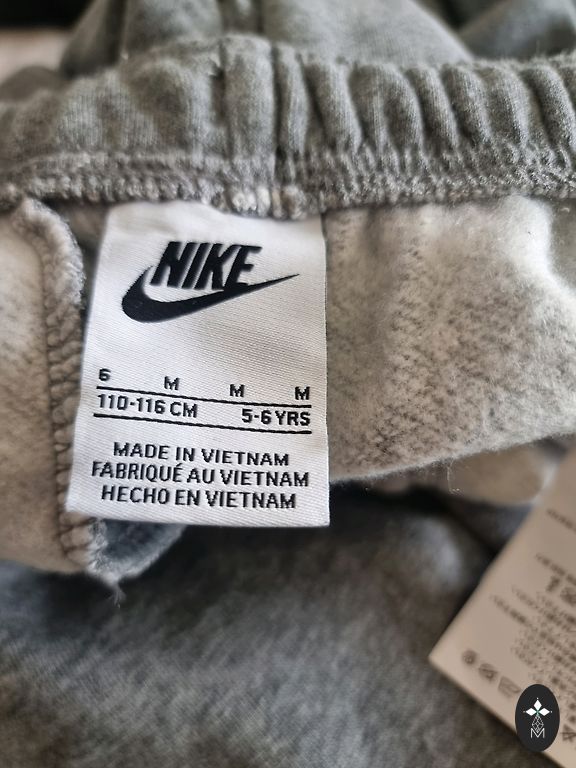 NIKE
6 M M M
110-116 CM 5-6 YRS
MADE IN VIETNAM
FABRIQUÉ AU VIETNAM
HECHO EN VIETNAM
M